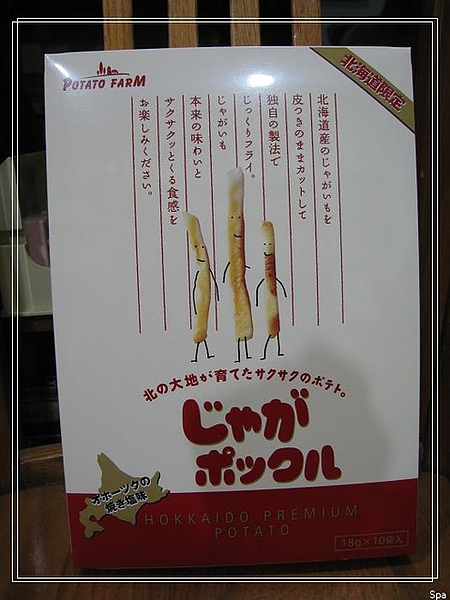 POTATO FARM
北海道限定
北海道産のじゃがいもを
皮つきのままカットして
独自の製法で
じっくりフライ。
じゃがいも
本来の味わいと
サクサクッとくる食感を
お楽しみください。
北の大地が育てたサクサクのポテト。
じゃが
ポックル
オホーツクの
焼き塩味
HOKKAIDO PREMIUM
POTATO
18g×10袋入
Spa